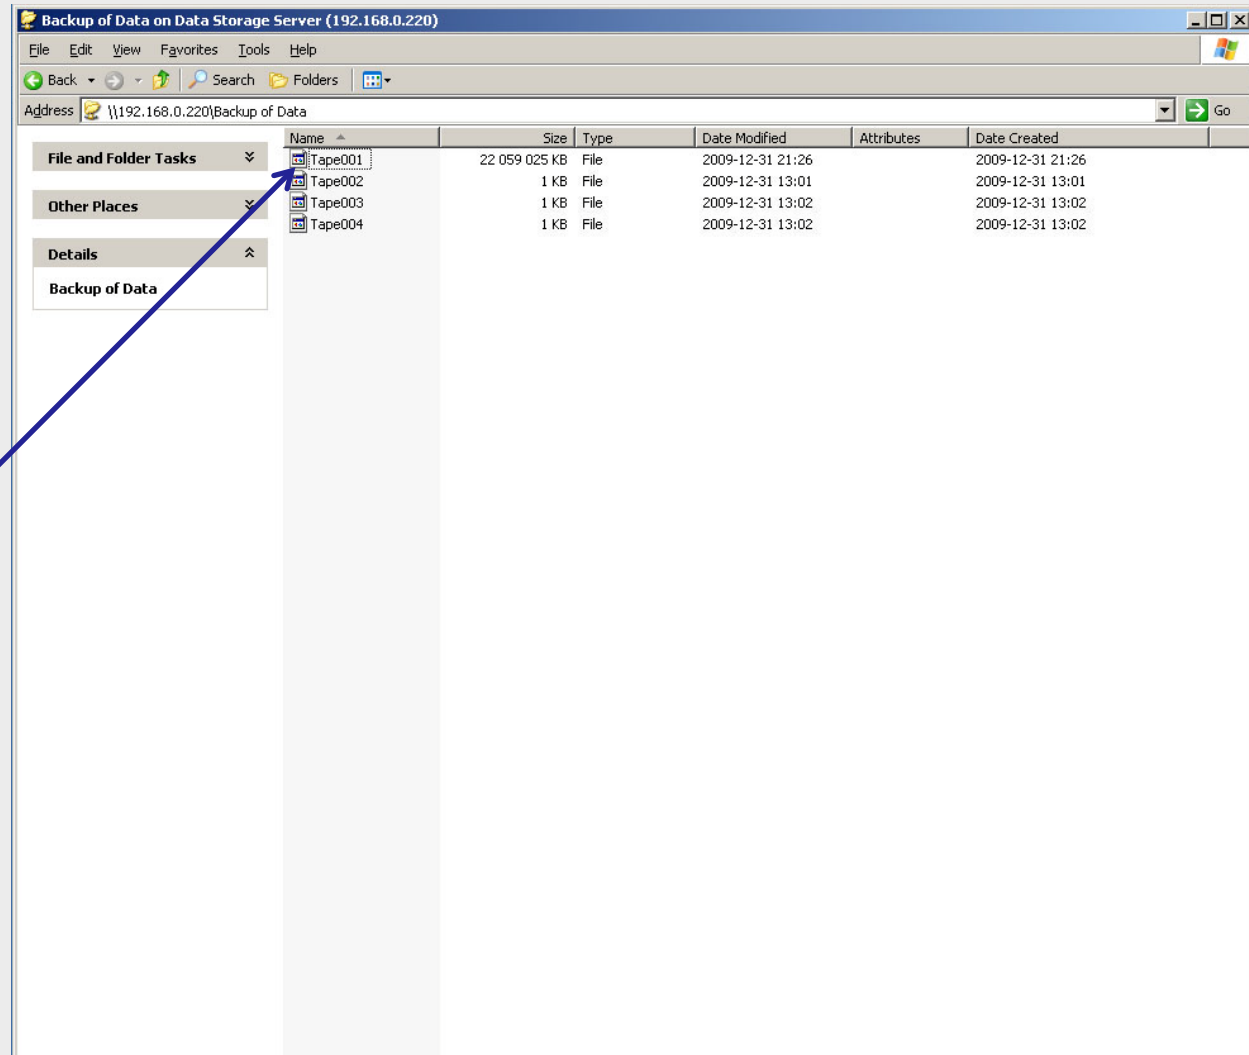 Backup of Data on Data Storage Server (192.168.0.220)
File Edit View Favorites Tools Help
Back Search Folders
Address \\192.168.0.220\Backup of Data Go
File and Folder Tasks
Other Places
Details
Backup of Data
Name Size Type Date Modified Attributes Date Created
Tape001 22 059 025 KB File 2009-12-31 21:26 2009-12-31 21:26
Tape002 1 KB File 2009-12-31 13:01 2009-12-31 13:01
Tape003 1 KB File 2009-12-31 13:02 2009-12-31 13:02
Tape004 1 KB File 2009-12-31 13:02 2009-12-31 13:02